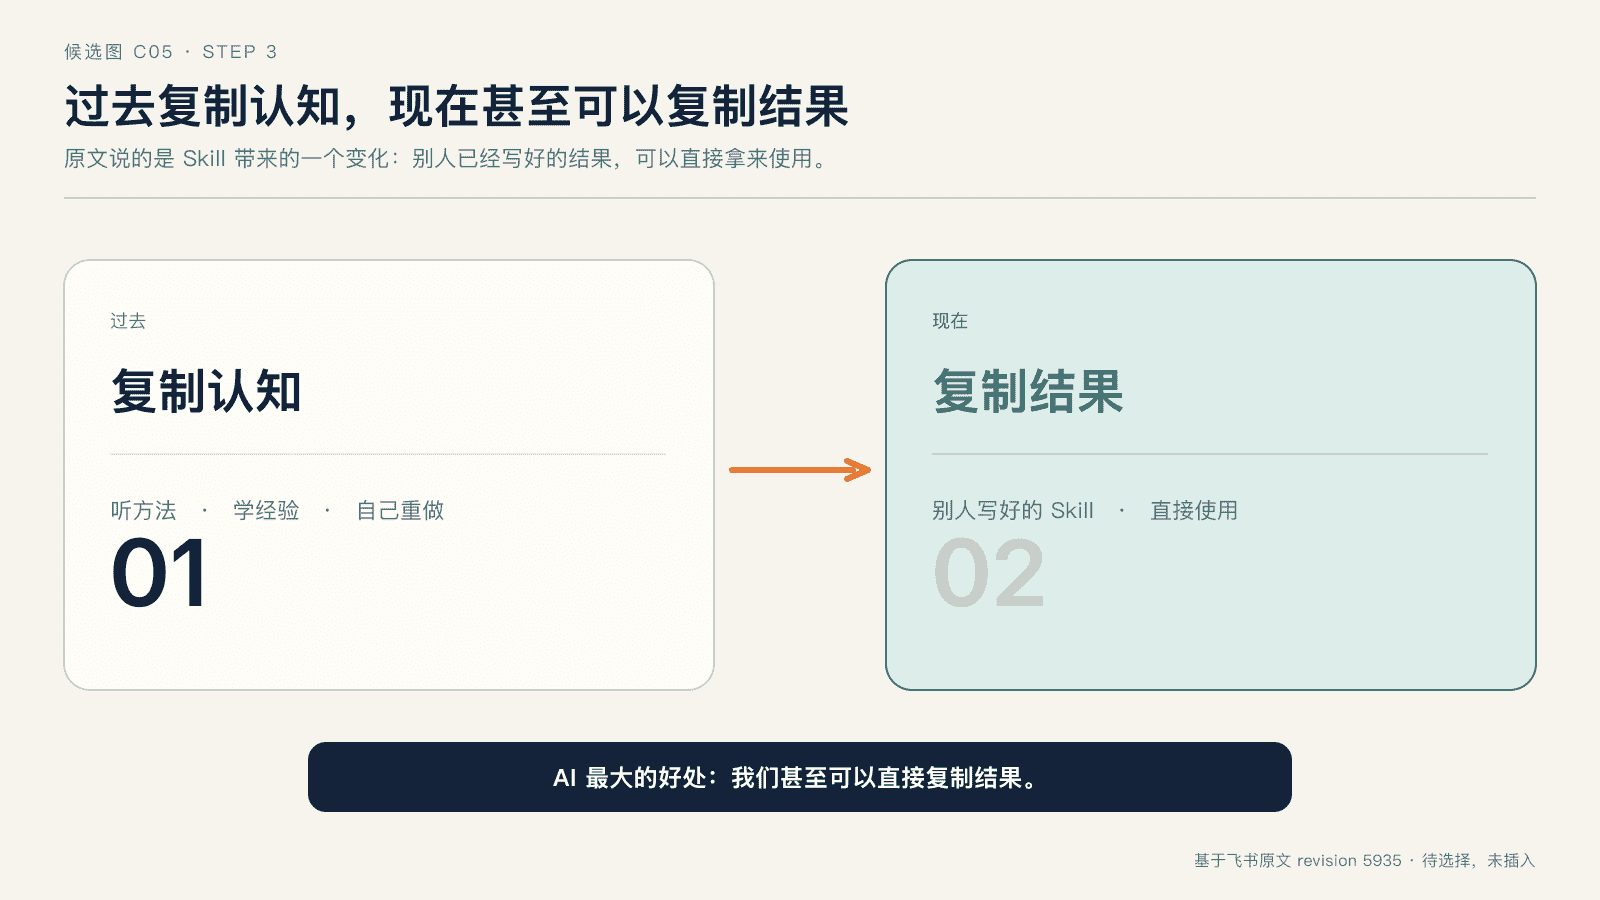 候选图 C05 · STEP 3
过去复制认知，现在甚至可以复制结果
原文说的是 Skill 带来的一个变化：别人已经写好的结果，可以直接拿来使用。
过去
复制认知
听方法 · 学经验 · 自己重做
01
现在
复制结果
别人写好的 Skill · 直接使用
02
AI 最大的好处：我们甚至可以直接复制结果。
基于飞书原文 revision 5935 · 待选择，未插入